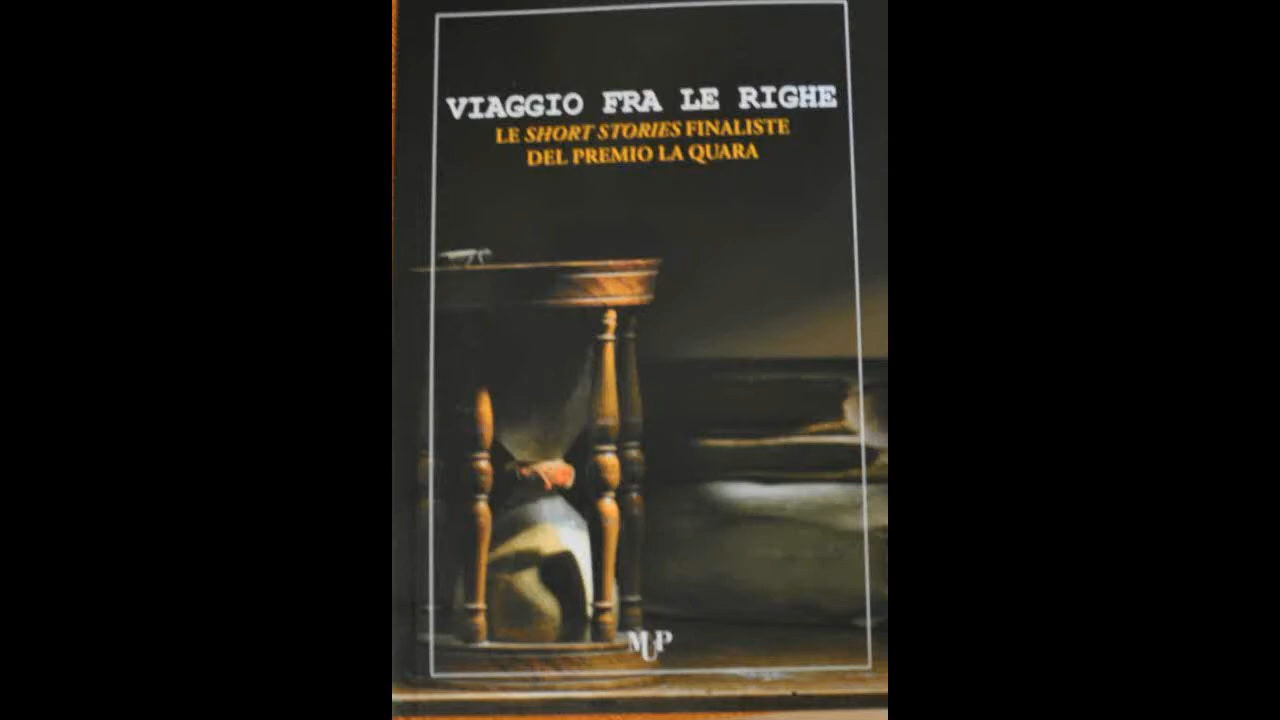 VIAGGIO FRA LE RIGHE
LE SHORT STORIES FINALISTE
DEL PREMIO LA QUARA
MUP